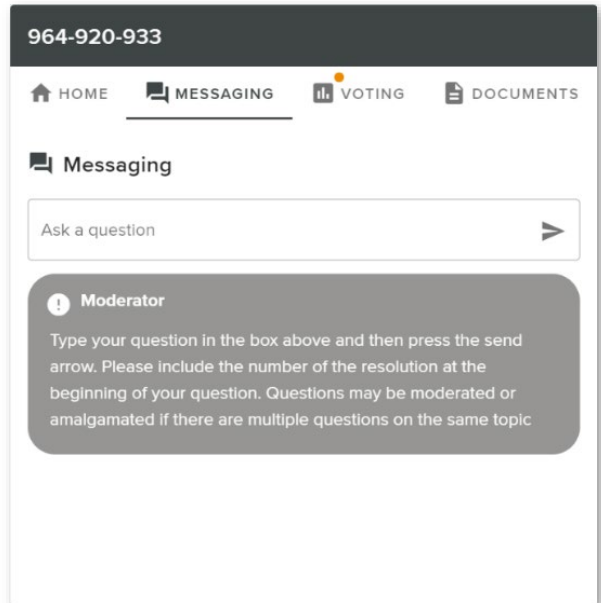 964-920-933
HOME MESSAGING VOTING DOCUMENTS
Messaging
Ask a question
Moderator
Type your question in the box above and then press the send
arrow. Please include the number of the resolution at the
beginning of your question. Questions may be moderated or
amalgamated if there are multiple questions on the same topic